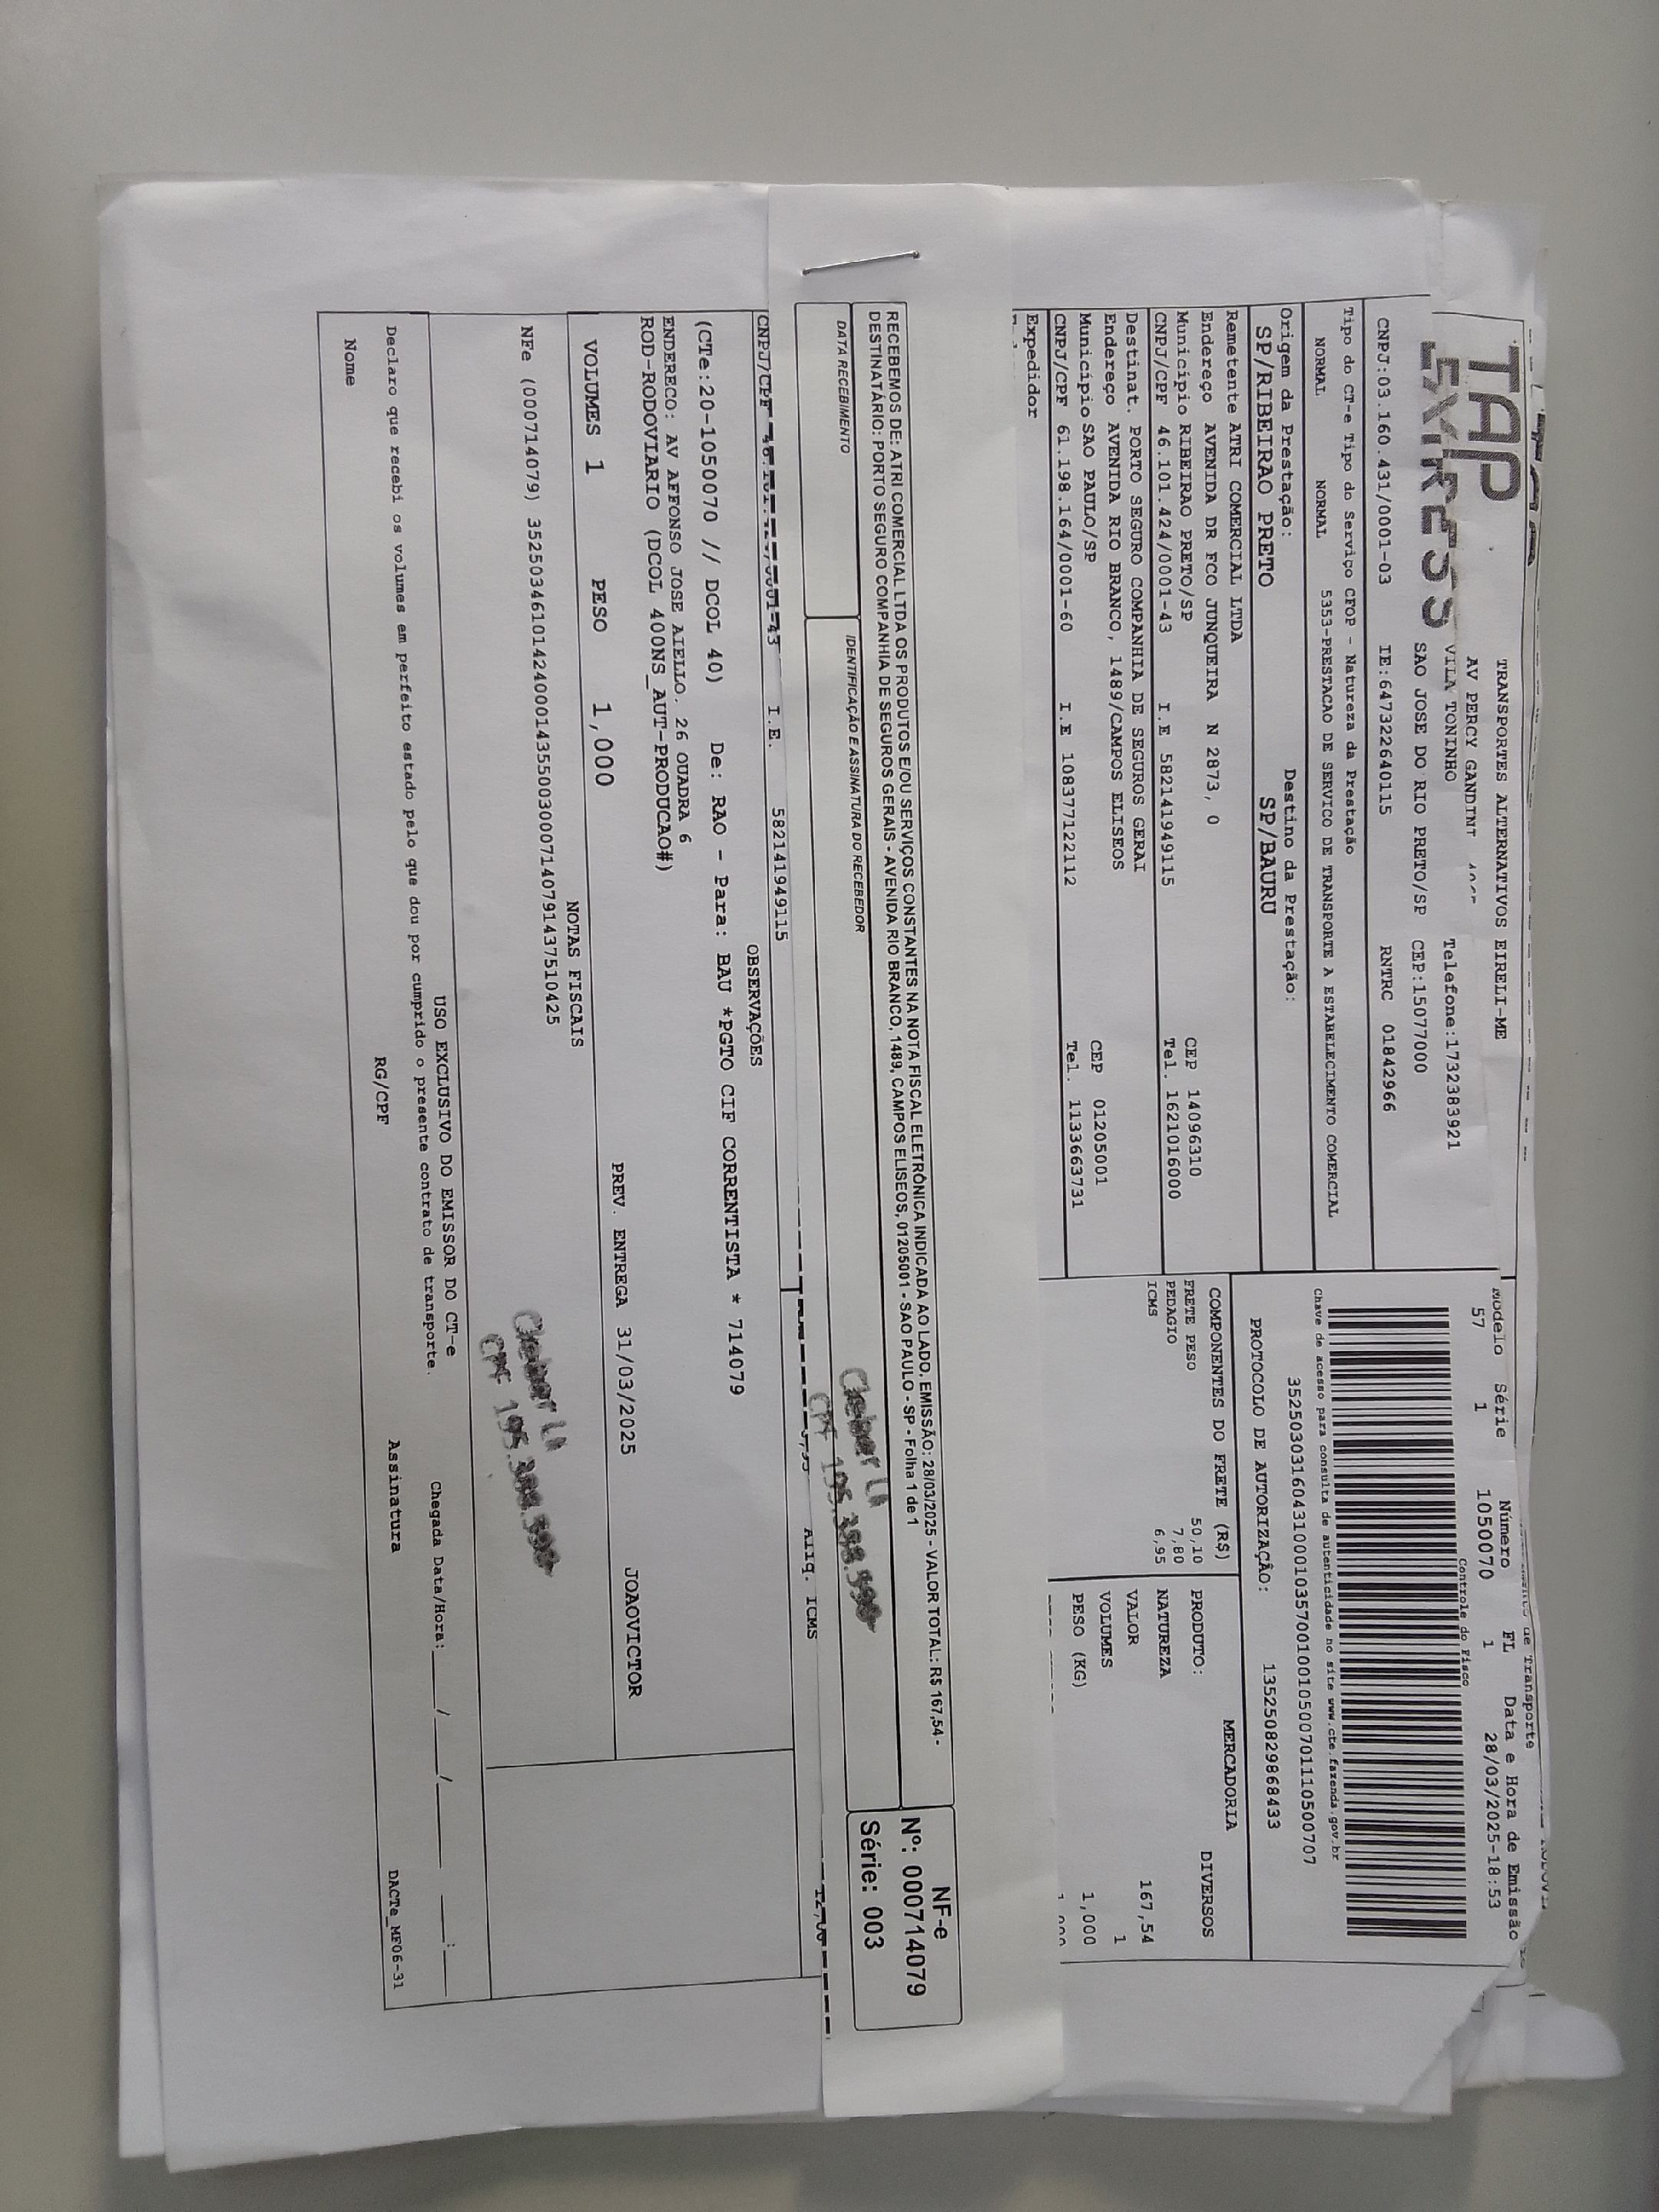 TAP
EXPRESS
TRANSPORTES ALTERNATIVOS EIRELI-ME
AV PERCY GANDINI
VILA TONINHO Telefone:1732383921
SAO JOSE DO RIO PRETO/SP CEP:15077000
CNPJ:03.160.431/0001-03 IE:647322640115 RNTRC 01842966
de Transporte
Modelo Série Número FL Data e Hora de Emissão
57 1 1050070 1 28/03/2025-18:53
Controle do Fisco
Chave de acesso para consulta de autenticidade no site www.cte.fazenda.gov.br
35250303160431000103570010010500701110500707
PROTOCOLO DE AUTORIZAÇÃO: 135250829868433
Tipo do CT-e Tipo do Serviço CFOP - Natureza da Prestação
NORMAL NORMAL 5353-PRESTACAO DE SERVICO DE TRANSPORTE A ESTABELECIMENTO COMERCIAL
Origem da Prestação: Destino da Prestação:
SP/RIBEIRAO PRETO SP/BAURU
Remetente ATRI COMERCIAL LTDA
Endereço AVENIDA DR FCO JUNQUEIRA N 2873, 0
Município RIBEIRAO PRETO/SP CEP 14096310
CNPJ/CPF 46.101.424/0001-43 I.E 582141949115 Tel. 1621016000
Destinat. PORTO SEGURO COMPANHIA DE SEGUROS GERAI
Endereço AVENIDA RIO BRANCO, 1489/CAMPOS ELISEOS
Município SAO PAULO/SP CEP 01205001
CNPJ/CPF 61.198.164/0001-60 I.E 108377122112 Tel. 1133663731
Expedidor
COMPONENTES DO FRETE (R$)
FRETE PESO 50,10
PEDAGIO 7,80
ICMS 6,95
MERCADORIA
PRODUTO: DIVERSOS
NATUREZA
VALOR 167,54
VOLUMES 1
PESO (KG) 1,000
RECEBEMOS DE: ATRI COMERCIAL LTDA OS PRODUTOS E/OU SERVIÇOS CONSTANTES NA NOTA FISCAL ELETRÔNICA INDICADA AO LADO. EMISSÃO: 28/03/2025 - VALOR TOTAL: R$ 167,54 -
DESTINATÁRIO: PORTO SEGURO COMPANHIA DE SEGUROS GERAIS - AVENIDA RIO BRANCO, 1489, CAMPOS ELISEOS, 01205001 - SAO PAULO - SP - Folha 1 de 1
DATA RECEBIMENTO IDENTIFICAÇÃO E ASSINATURA DO RECEBEDOR
NF-e
Nº: 000714079
Série: 003
CPF
CNPJ/CPF I.E. 582141949115 Alíq. ICMS
OBSERVAÇÕES
(CTe:20-1050070 // DCOL 40) De: RAO - Para: BAU *PGTO CIF CORRENTISTA * 714079
ENDERECO: AV AFFONSO JOSE AIELLO. 26 QUADRA 6
ROD-RODOVIARIO (DCOL 400NS_AUT-PRODUCAO#)
VOLUMES 1 PESO 1,000 PREV. ENTREGA 31/03/2025 JOAOVICTOR
NOTAS FISCAIS
NFe (000714079) 35250346101424000143550030007140791437510425
CPF
USO EXCLUSIVO DO EMISSOR DO CT-e
Declaro que recebi os volumes em perfeito estado pelo que dou por cumprido o presente contrato de transporte. Chegada Data/Hora:____/____/____ ___:___
Nome RG/CPF Assinatura
DACTe_MF06-31